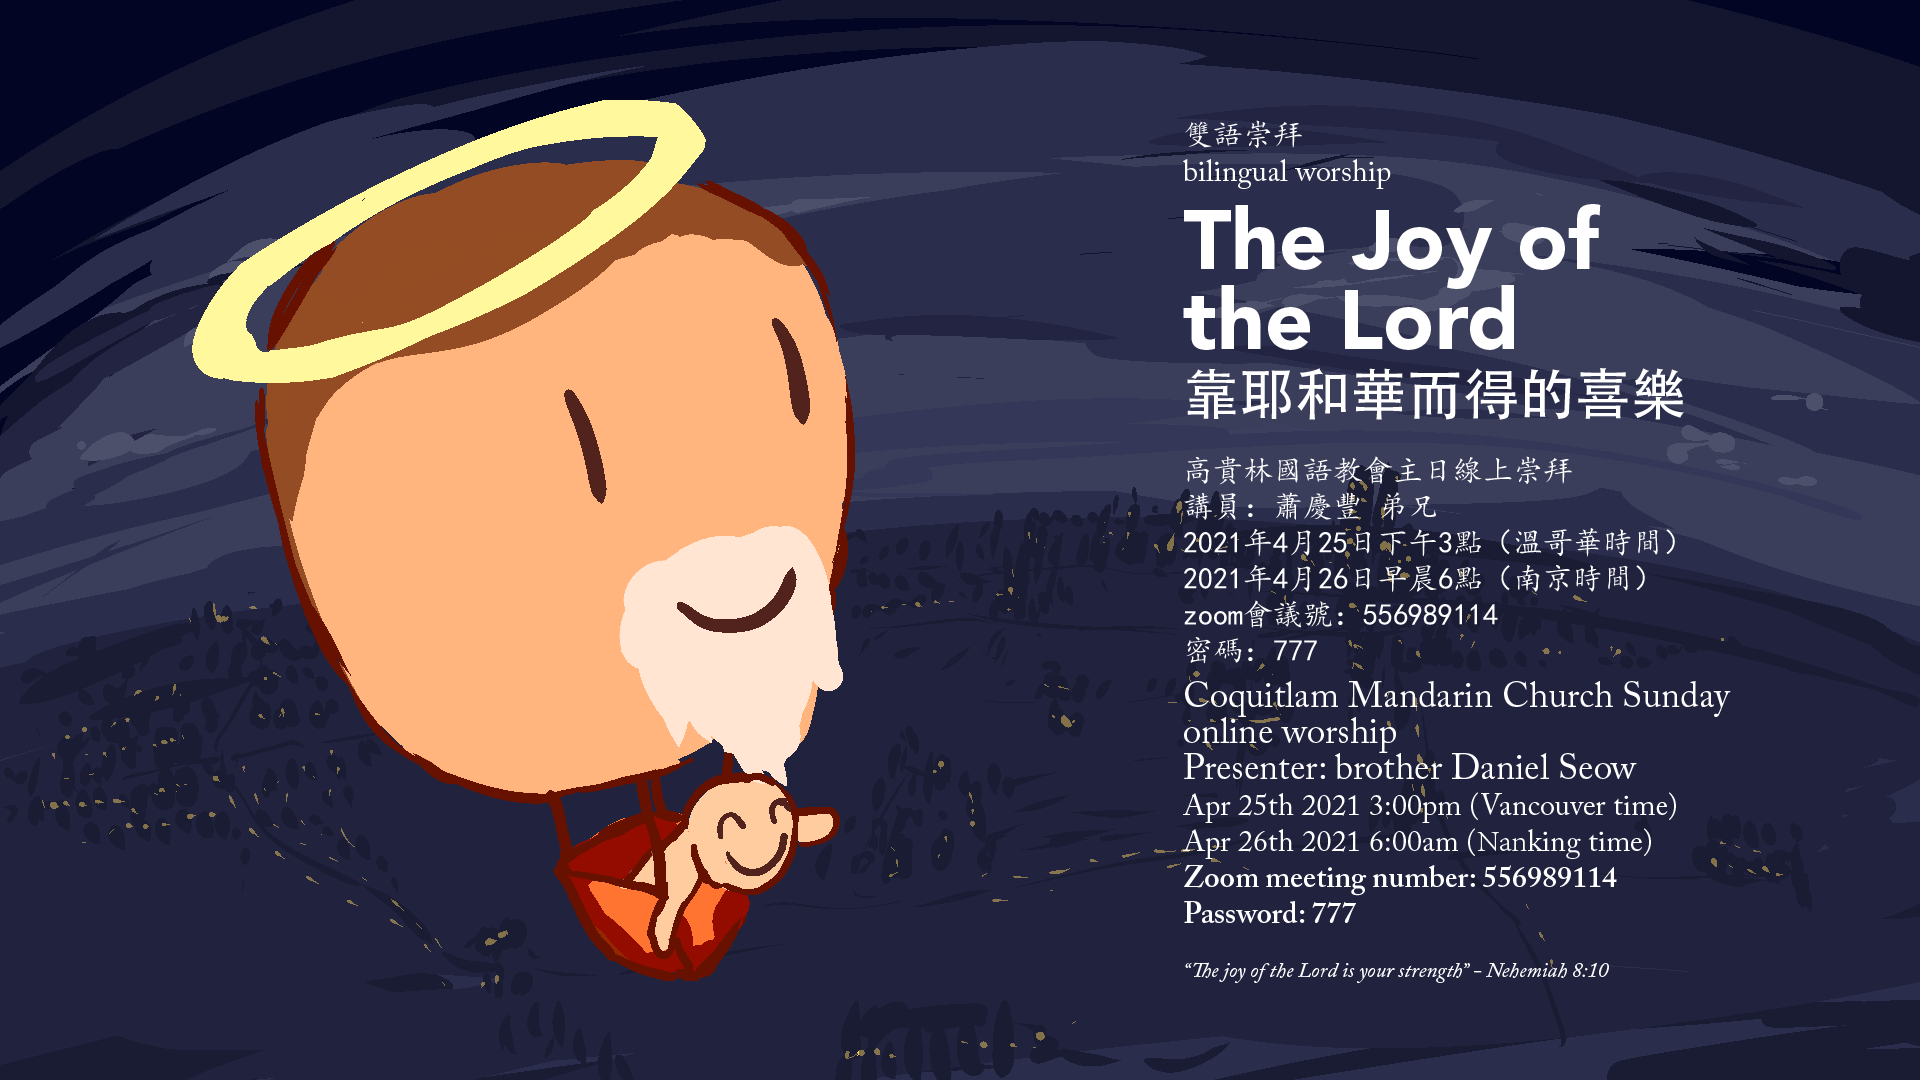 雙語崇拜
bilingual worship
The Joy of
the Lord
靠耶和華而得的喜樂
高貴林國語教會主日線上崇拜
講員：蕭慶豐 弟兄
2021年4月25日下午3點（溫哥華時間）
2021年4月26日早晨6點（南京時間）
zoom會議號：556989114
密碼：777
Coquitlam Mandarin Church Sunday
online worship
Presenter: brother Daniel Seow
Apr 25th 2021 3:00pm (Vancouver time)
Apr 26th 2021 6:00am (Nanking time)
Zoom meeting number: 556989114
Password: 777
“The joy of the Lord is your strength” – Nehemiah 8:10